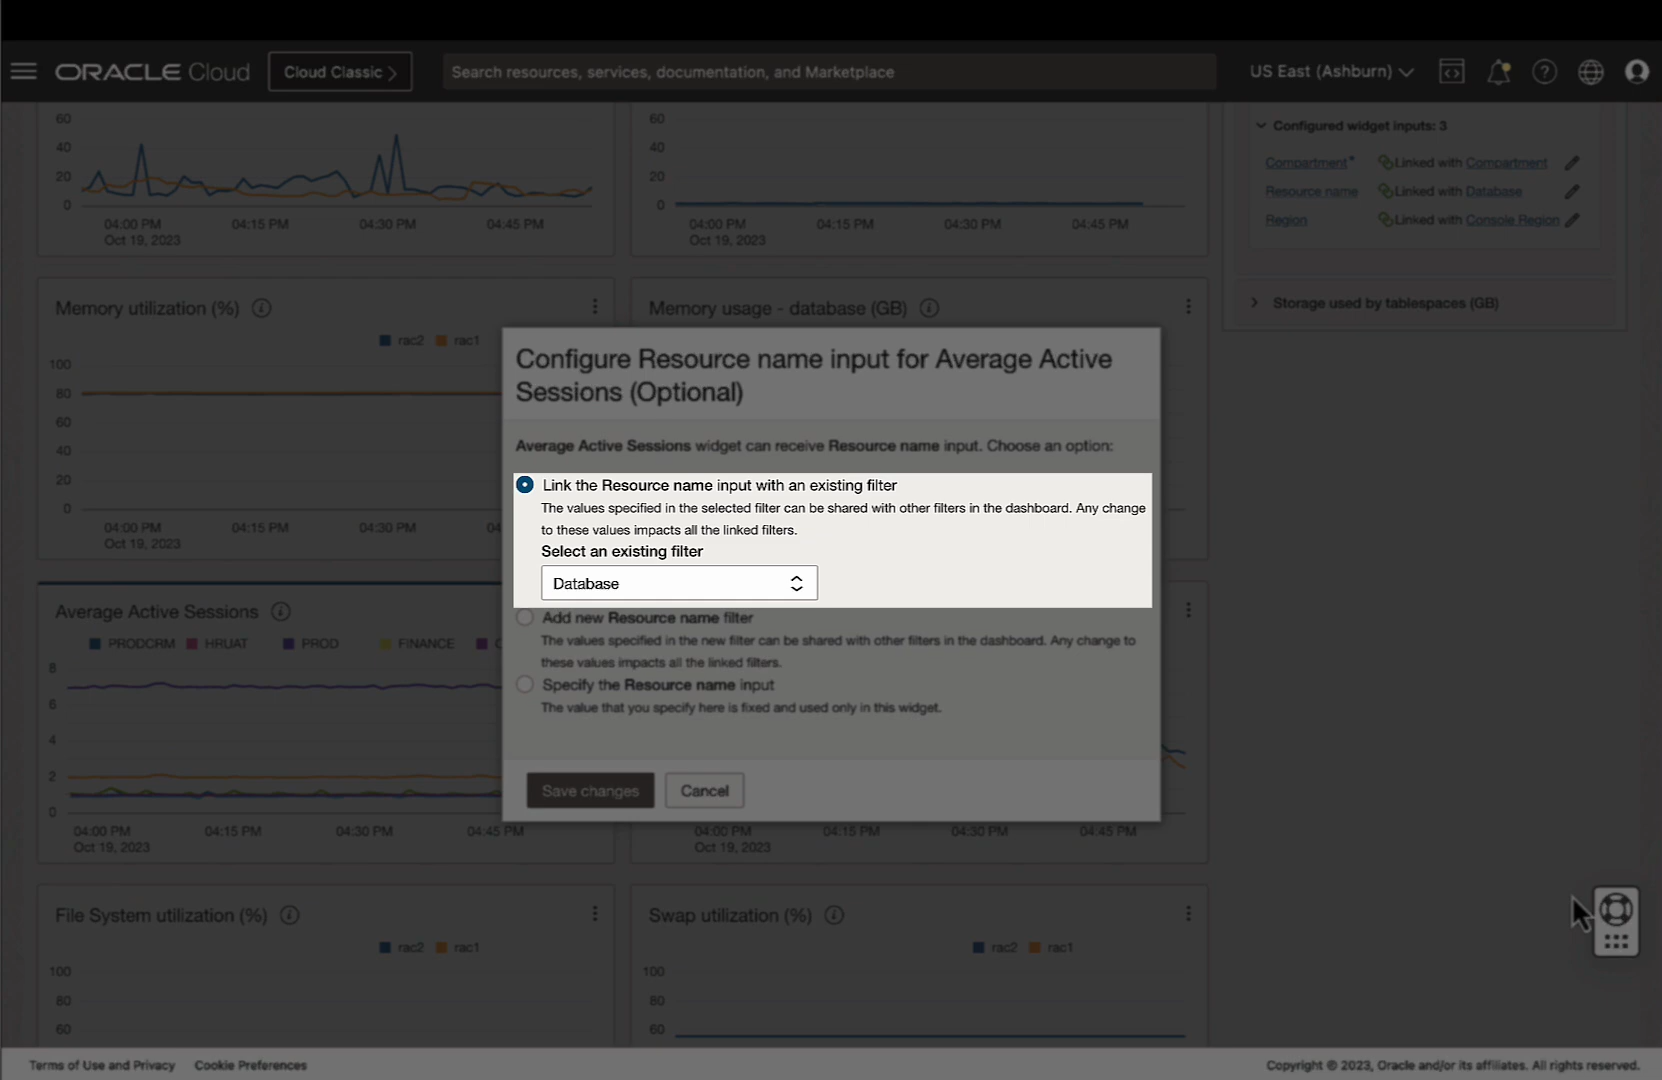 ORACLE Cloud
Cloud Classic
Search resources, services, documentation, and Marketplace
US East (Ashburn)
60
40
20
0
04:00 PM 04:15 PM 04:30 PM 04:45 PM
Oct 19, 2023
60
40
20
0
04:00 PM 04:15 PM 04:30 PM 04:45 PM
Oct 19, 2023
Configured widget inputs: 3
Compartment* Linked with Compartment
Resource name Linked with Database
Region Linked with Console Region
Storage used by tablespaces (GB)
Memory utilization (%)
rac2 rac1
100
80
60
40
20
0
04:00 PM 04:15 PM 04:30 PM 04
Oct 19, 2023
Memory usage - database (GB)
Configure Resource name input for Average Active
Sessions (Optional)
Average Active Sessions widget can receive Resource name input. Choose an option:
Link the Resource name input with an existing filter
The values specified in the selected filter can be shared with other filters in the dashboard. Any change
to these values impacts all the linked filters.
Select an existing filter
Database
Add new Resource name filter
The values specified in the new filter can be shared with other filters in the dashboard. Any change to
these values impacts all the linked filters.
Specify the Resource name input
The value that you specify here is fixed and used only in this widget.
Save changes
Cancel
Average Active Sessions
PRODCRM HRUAT PROD FINANCE
8
6
4
2
0
04:00 PM 04:15 PM 04:30 PM 04:45 PM
Oct 19, 2023
04:00 PM 04:15 PM 04:30 PM 04:45 PM
Oct 19, 2023
File System utilization (%)
rac2 rac1
100
80
60
Swap utilization (%)
rac2 rac1
100
80
60
Terms of Use and Privacy Cookie Preferences
Copyright © 2023, Oracle and/or its affiliates. All rights reserved.